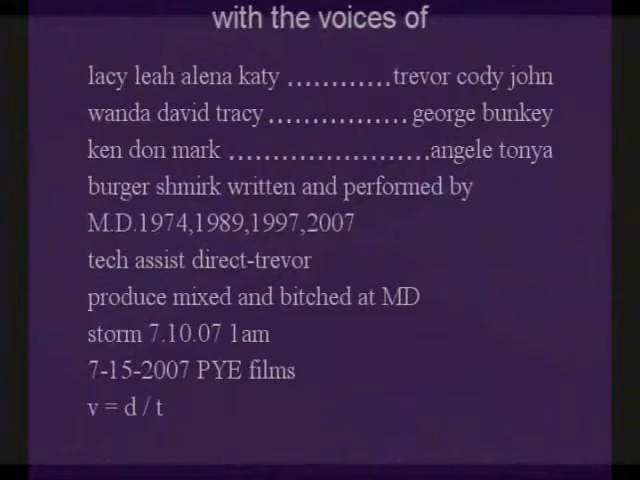 with the voices of
lacy leah alena katy ............trevor cody john
wanda david tracy ................ george bunkey
ken don mark .......................angele tonya
burger shmirk written and performed by
M.D.1974,1989,1997,2007
tech assist direct-trevor
produce mixed and bitched at MD
storm 7.10.07 1am
7-15-2007 PYE films
v = d / t